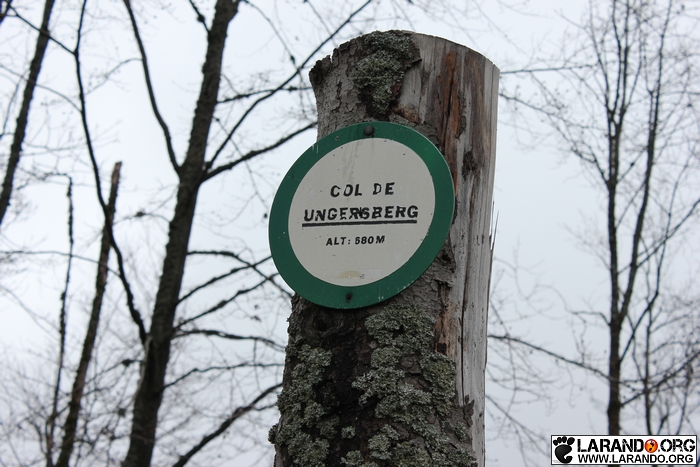 COL DE
UNGERSBERG
ALT: 580 M
LARANDO.ORG
WWW.LARANDO.ORG